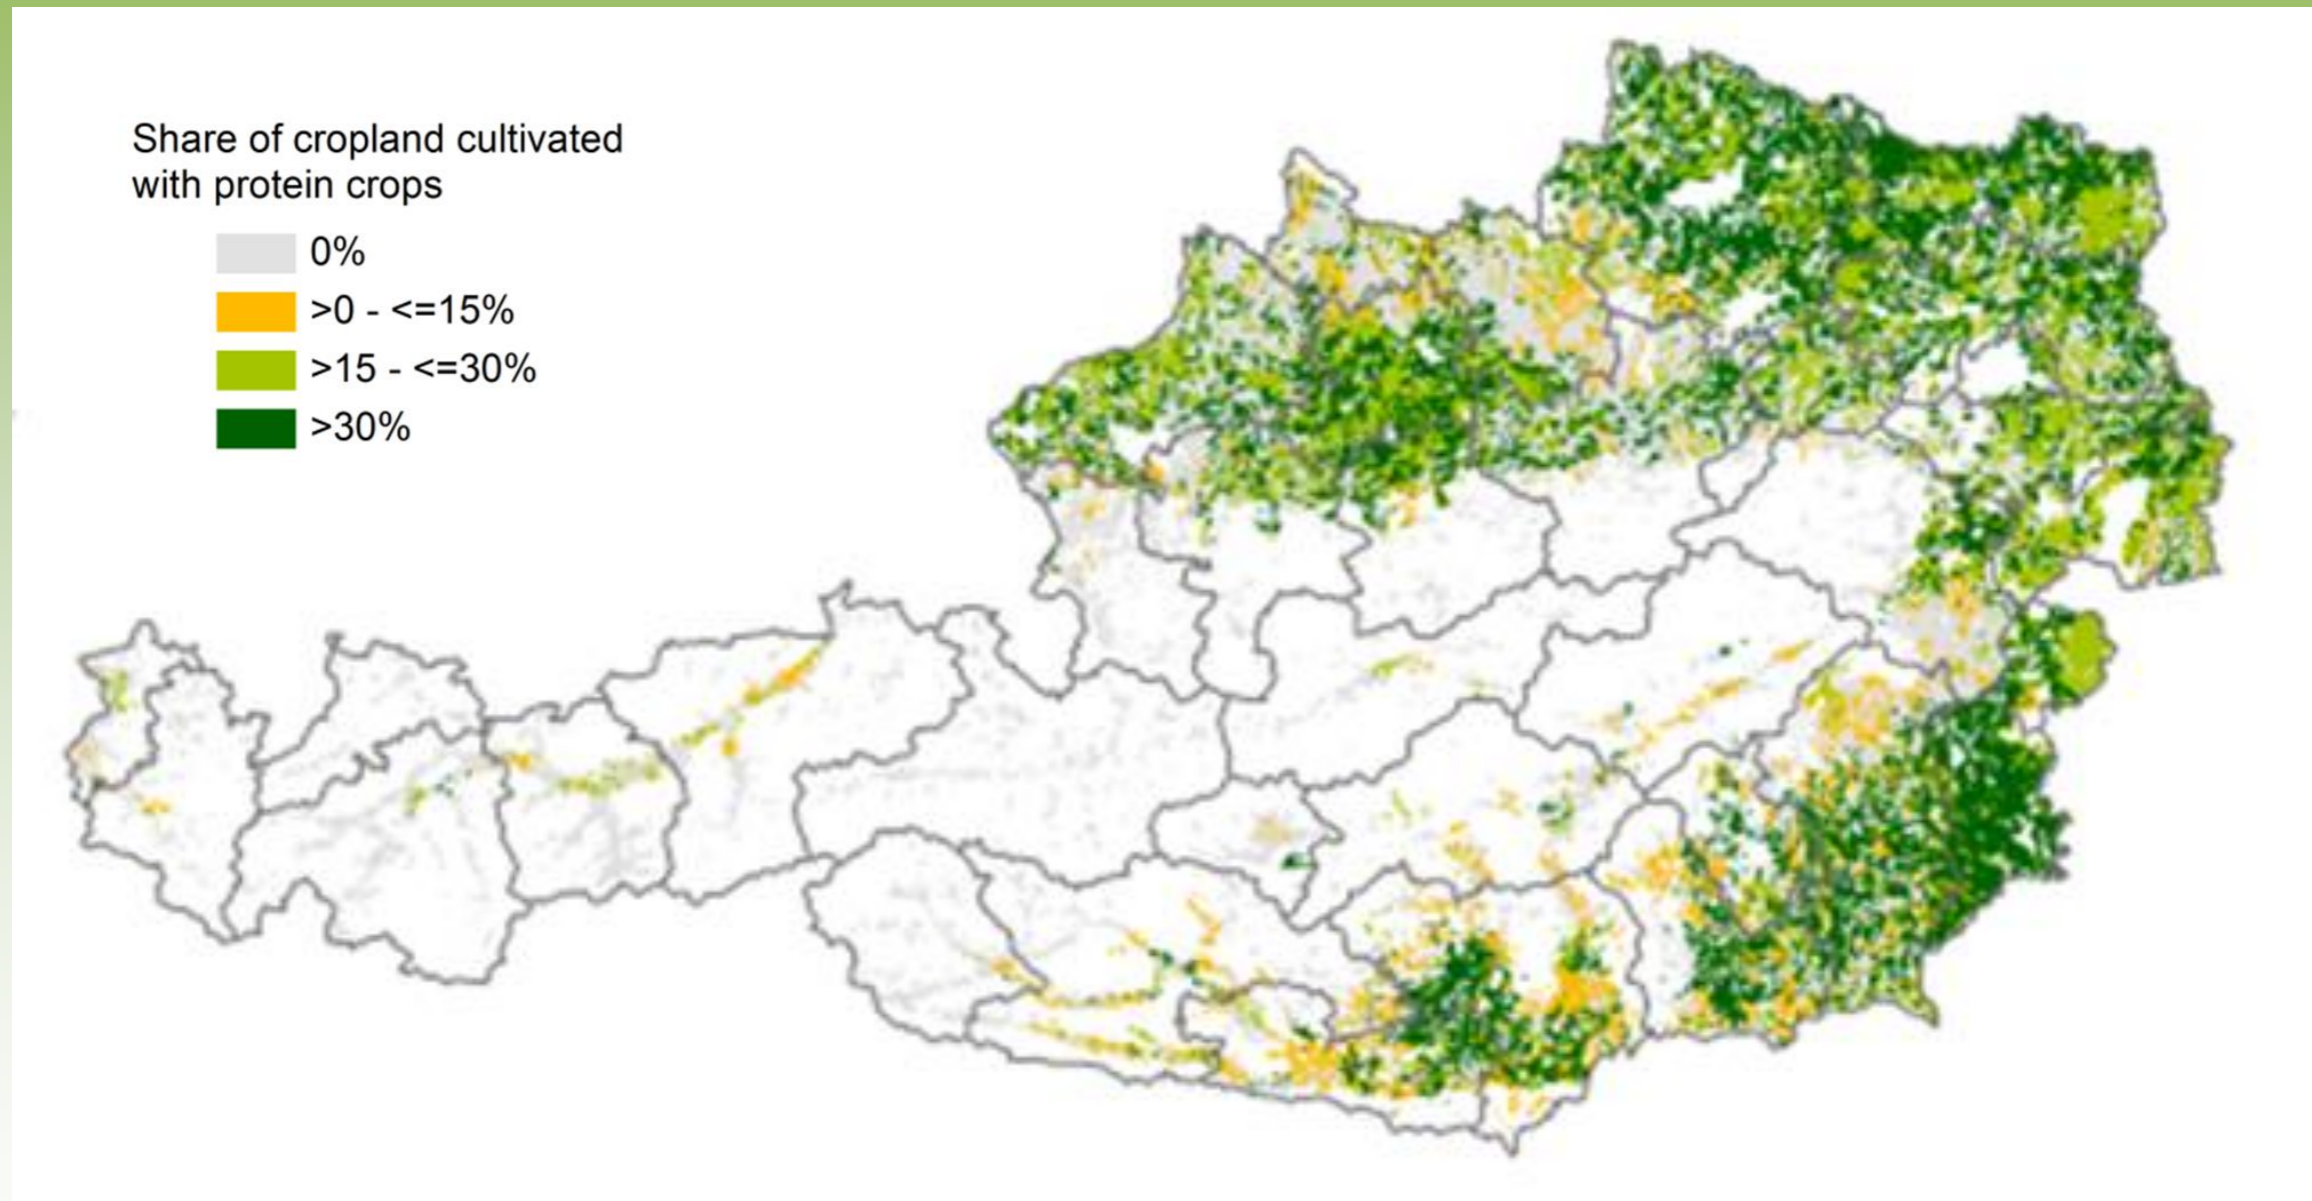 Share of cropland cultivated
with protein crops
0%
>0 - <=15%
>15 - <=30%
>30%